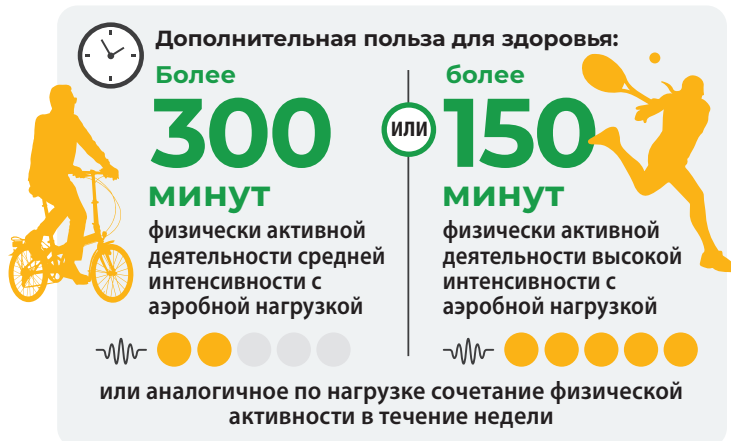 Дополнительная польза для здоровья:
Более
300
минут
физически активной
деятельности средней
интенсивности с
аэробной нагрузкой
или
более
150
минут
физически активной
деятельности высокой
интенсивности с
аэробной нагрузкой
или аналогичное по нагрузке сочетание физической
активности в течение недели